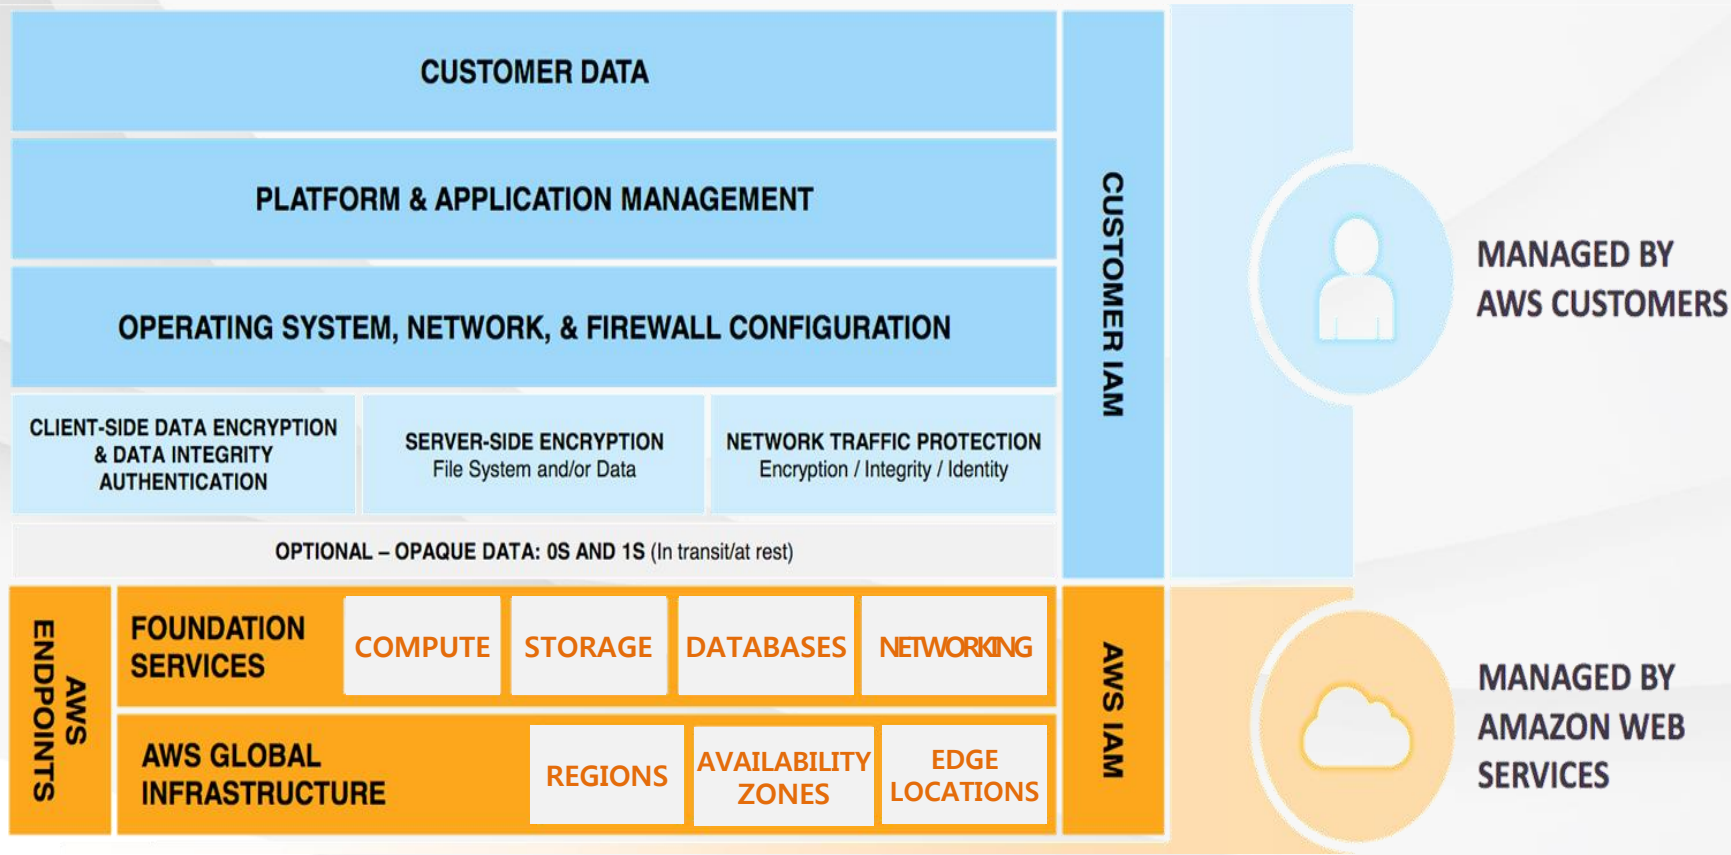 CUSTOMER DATA
PLATFORM & APPLICATION MANAGEMENT
OPERATING SYSTEM, NETWORK, & FIREWALL CONFIGURATION
CLIENT-SIDE DATA ENCRYPTION
& DATA INTEGRITY
AUTHENTICATION
SERVER-SIDE ENCRYPTION
File System and/or Data
NETWORK TRAFFIC PROTECTION
Encryption / Integrity / Identity
OPTIONAL – OPAQUE DATA: 0S AND 1S (In transit/at rest)
CUSTOMER IAM
MANAGED BY
AWS CUSTOMERS
AWS
ENDPOINTS
FOUNDATION
SERVICES
COMPUTE
STORAGE
DATABASES
NETWORKING
AWS GLOBAL
INFRASTRUCTURE
REGIONS
AVAILABILITY
ZONES
EDGE
LOCATIONS
AWS IAM
MANAGED BY
AMAZON WEB
SERVICES